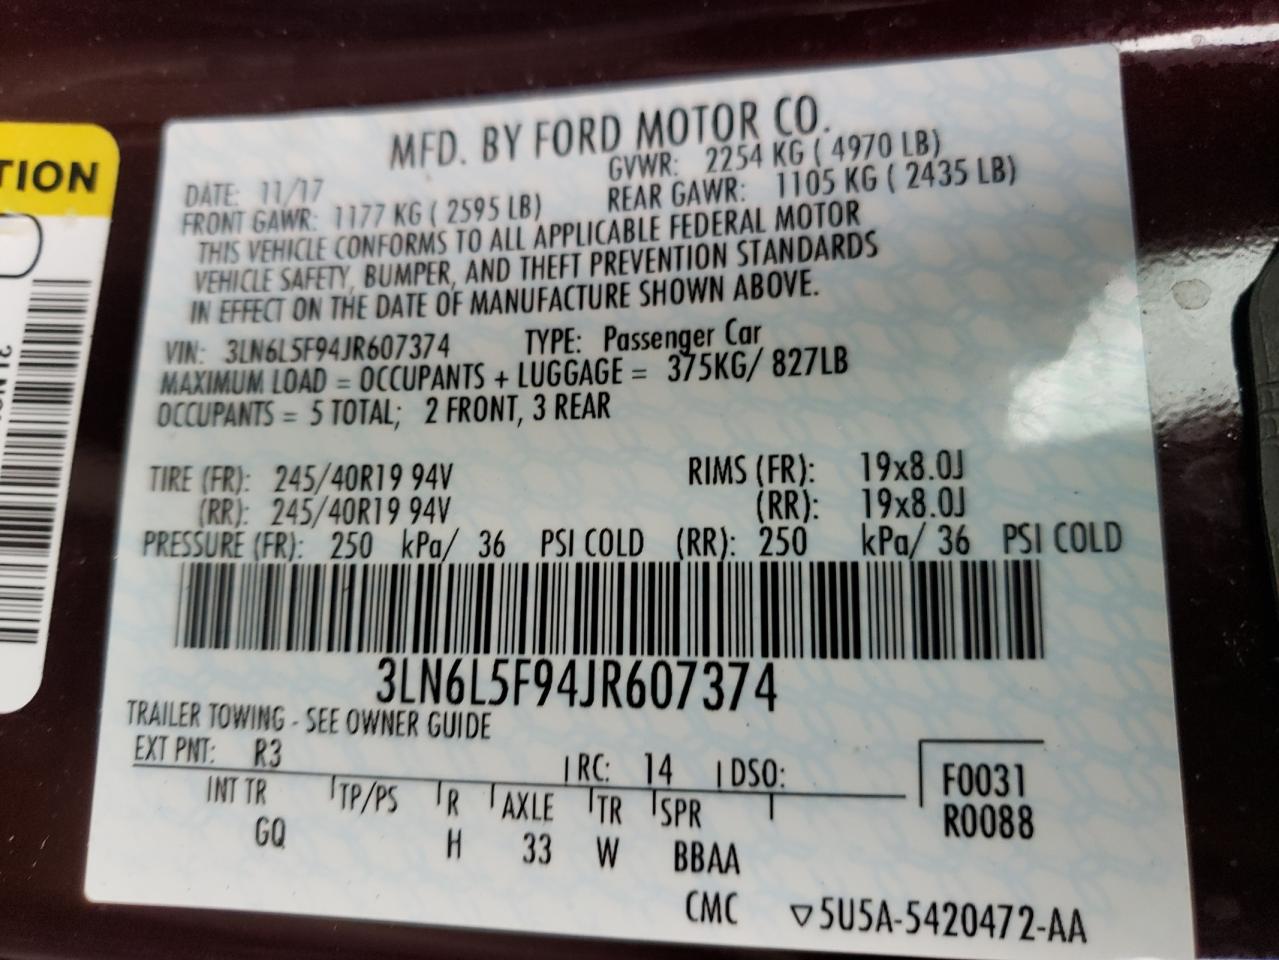 TION
MFD. BY FORD MOTOR CO.
DATE: 11/17 GVWR: 2254 KG ( 4970 LB)
FRONT GAWR: 1177 KG ( 2595 LB) REAR GAWR: 1105 KG ( 2435 LB)
THIS VEHICLE CONFORMS TO ALL APPLICABLE FEDERAL MOTOR
VEHICLE SAFETY, BUMPER, AND THEFT PREVENTION STANDARDS
IN EFFECT ON THE DATE OF MANUFACTURE SHOWN ABOVE.
VIN: 3LN6L5F94JR607374 TYPE: Passenger Car
MAXIMUM LOAD = OCCUPANTS + LUGGAGE = 375KG/ 827LB
OCCUPANTS = 5 TOTAL; 2 FRONT, 3 REAR
TIRE (FR): 245/40R19 94V RIMS (FR): 19x8.0J
(RR): 245/40R19 94V (RR): 19x8.0J
PRESSURE (FR): 250 kPa/ 36 PSI COLD (RR): 250 kPa/ 36 PSI COLD
3LN6L5F94JR607374
TRAILER TOWING - SEE OWNER GUIDE
EXT PNT: R3 RC: 14 DSO: F0031
INT TR TP/PS R AXLE TR SPR R0088
GQ H 33 W BBAA
CMC ▽5U5A-5420472-AA